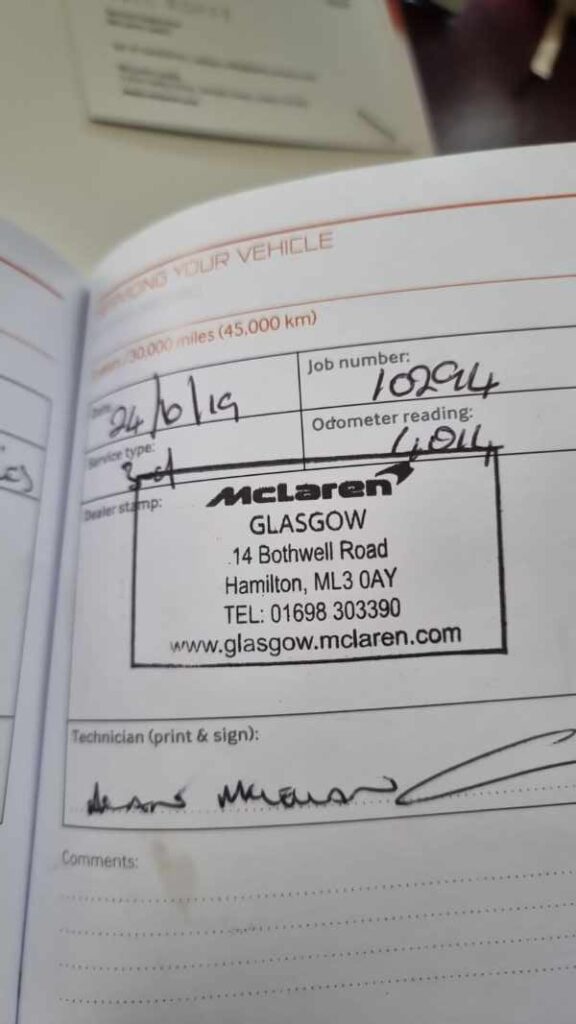 YOUR VEHICLE
/30,000 miles (45,000 km)
Date:
24/6/19
Job number:
10294
Service type:
3rd
Odometer reading:
4,014
Dealer stamp:
McLaren
GLASGOW
14 Bothwell Road
Hamilton, ML3 0AY
TEL: 01698 303390
www.glasgow.mclaren.com
Technician (print & sign):
Comments: